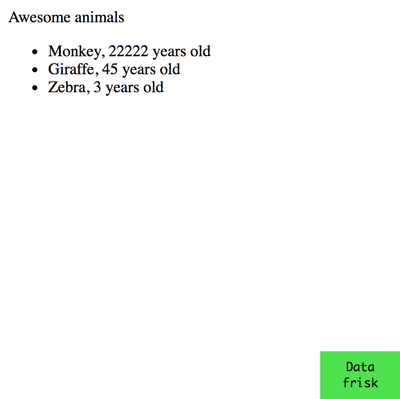 Awesome animals
• Monkey, 22222 years old
• Giraffe, 45 years old
• Zebra, 3 years old
Data
frisk